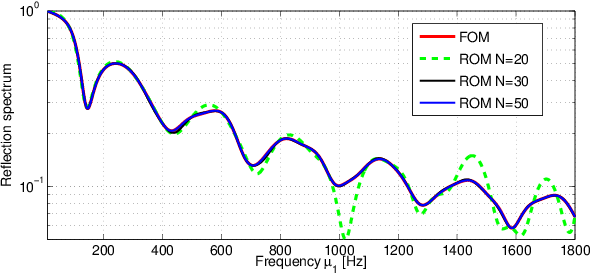 10^0
10^-1
Reflection spectrum
FOM
ROM N=20
ROM N=30
ROM N=50
200 400 600 800 1000 1200 1400 1600 1800
Frequency μ_1 [Hz]